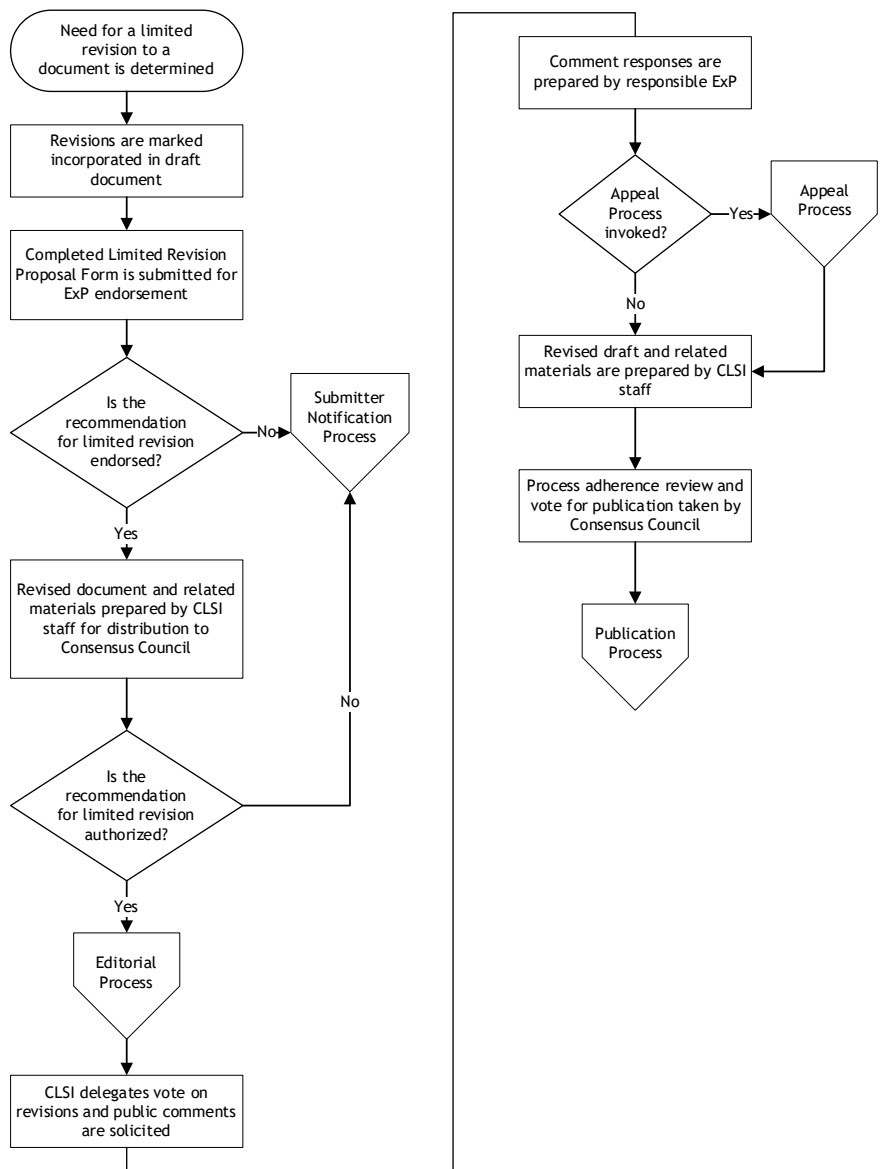 Need for a limited
revision to a
document is determined
Revisions are marked
incorporated in draft
document
Completed Limited Revision
Proposal Form is submitted for
ExP endorsement
Is the
recommendation
for limited revision
endorsed?
No
Submitter
Notification
Process
Yes
Revised document and related
materials prepared by CLSI
staff for distribution to
Consensus Council
No
Is the
recommendation
for limited revision
authorized?
Yes
Editorial
Process
CLSI delegates vote on
revisions and public comments
are solicited
Comment responses are
prepared by responsible ExP
Appeal
Process
invoked?
Yes
Appeal
Process
No
Revised draft and related
materials are prepared by CLSI
staff
Process adherence review and
vote for publication taken by
Consensus Council
Publication
Process